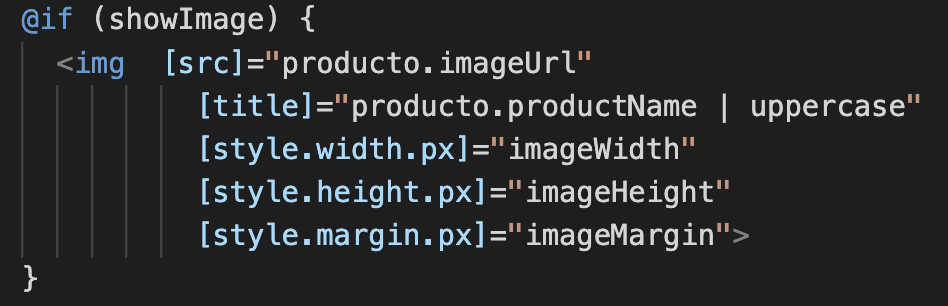 @if (showImage) {
<img [src]="producto.imageUrl"
[title]="producto.productName | uppercase"
[style.width.px]="imageWidth"
[style.height.px]="imageHeight"
[style.margin.px]="imageMargin">
}